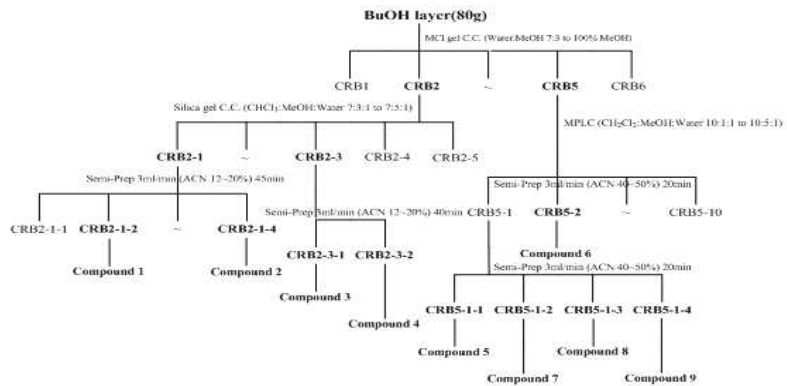 BuOH layer(80g)
MCI gel C.C. (Water:MeOH 7:3 to 100% MeOH)
CRB1 CRB2 ~ CRB5 CRB6
Silica gel C.C. (CHCl3:MeOH:Water 7:3:1 to 7:5:1)
MPLC (CH2Cl2:MeOH:Water 10:1:1 to 10:5:1)
CRB2-1 ~ CRB2-3 CRB2-4 CRB2-5
Semi-Prep 3ml/min (ACN 12~20%) 45min
Semi-Prep 3ml/min (ACN 40~50%) 20min
CRB2-1-1 CRB2-1-2 ~ CRB2-1-4
Semi-Prep 3ml/min (ACN 12~20%) 40min
CRB5-1 CRB5-2 ~ CRB5-10
CRB2-3-1 CRB2-3-2
Compound 6
Compound 1 Compound 2
Semi-Prep 3ml/min (ACN 40~50%) 20min
Compound 3
CRB5-1-1 CRB5-1-2 CRB5-1-3 CRB5-1-4
Compound 4
Compound 5 Compound 8
Compound 7 Compound 9